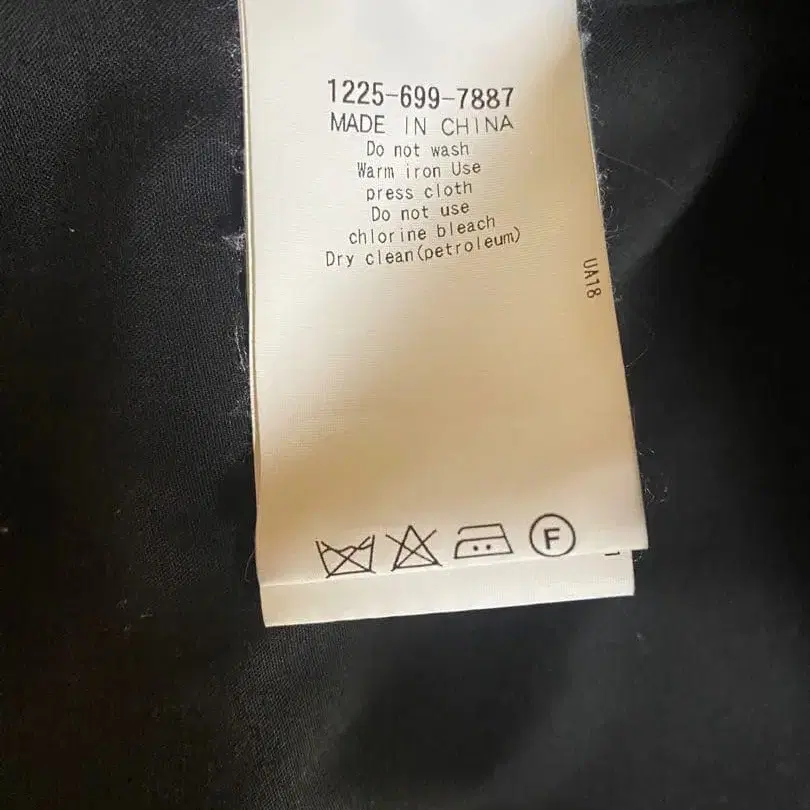 1225-699-7887
MADE IN CHINA
Do not wash
Warm iron Use
press cloth
Do not use
chlorine bleach
Dry clean(petroleum)
UA18
F